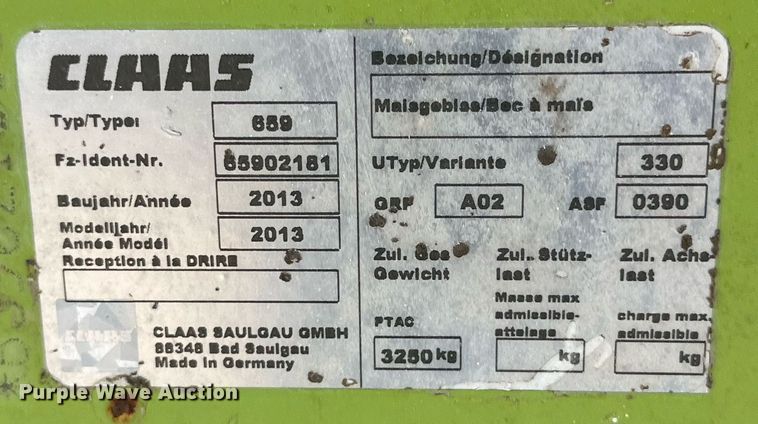 CLAAS
Typ/Type: 659
Fz-Ident-Nr. 65902181
Baujahr/Année 2013
Modelljahr/
Année Modèl 2013
Reception à la DRIRE
CLAAS
CLAAS SAULGAU GMBH
88348 Bad Saulgau
Made in Germany
Bezeichung/Désignation
Maisgebiss/Bec à maïs
UTyp/Variante 330
GRP A02 ASF 0390
Zul. Ges
Gewicht
PTAC
3250 kg
Zul. Stütz-
last
Masse max
admissible-
attelage
kg
Zul. Achs
last
charge max.
admissible
kg
Purple Wave Auction